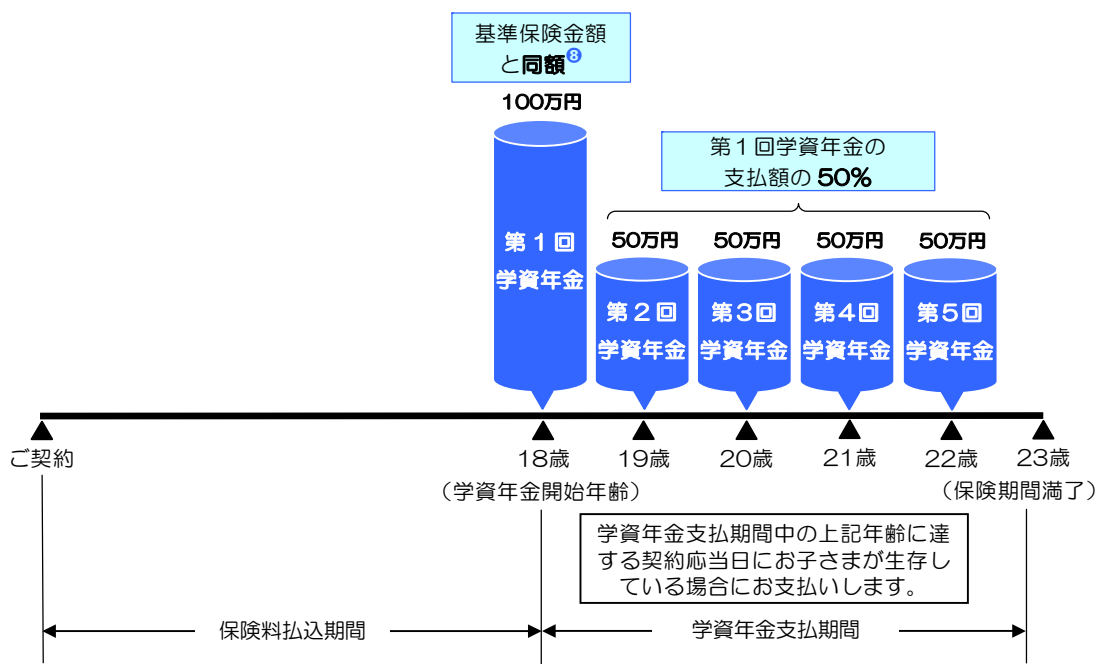 基準保険金額
と同額❽
100万円
第1回学資年金の
支払額の 50%
第1回
学資年金
50万円 50万円 50万円 50万円
第2回 第3回 第4回 第5回
学資年金 学資年金 学資年金 学資年金
ご契約 18歳 19歳 20歳 21歳 22歳 23歳
(学資年金開始年齢) (保険期間満了)
学資年金支払期間中の上記年齢に達
する契約応当日にお子さまが生存し
ている場合にお支払いします。
保険料払込期間 学資年金支払期間